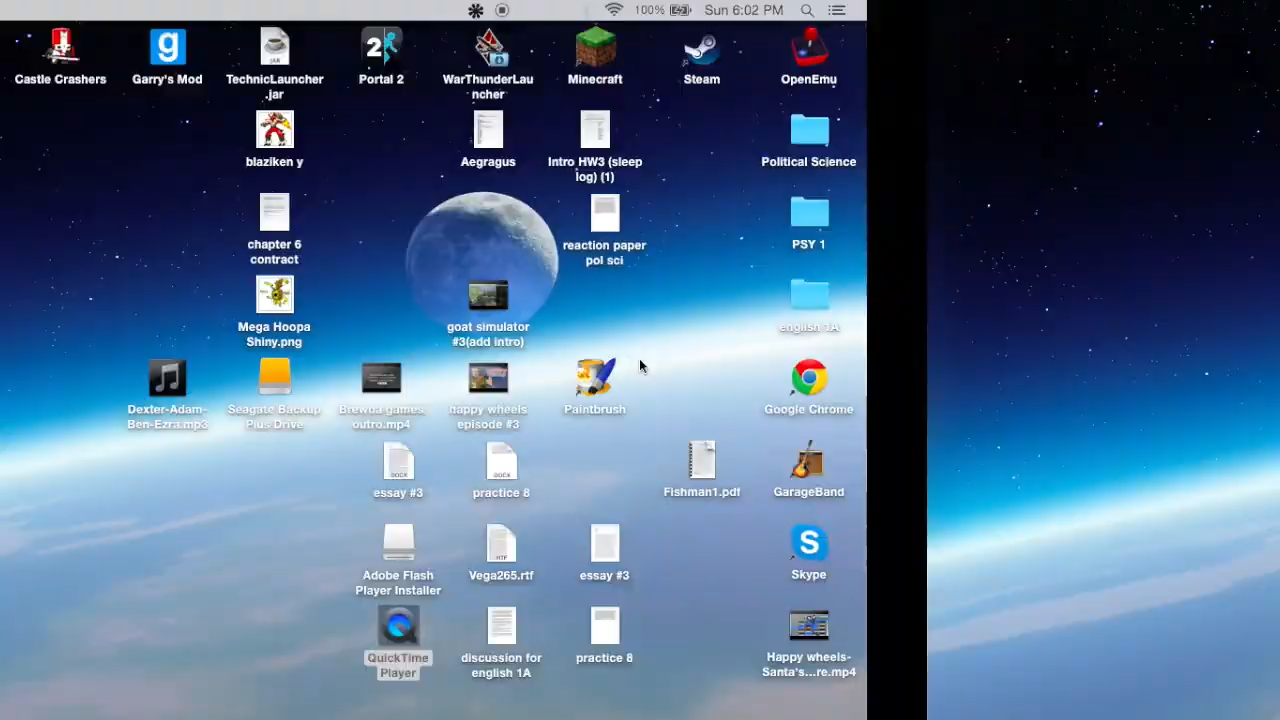 100% Sun 6:02 PM
Castle Crashers
Garry's Mod
TechnicLauncher
.jar
Portal 2
WarThunderLau
ncher
Minecraft
Steam
OpenEmu
blaziken y
Aegragus
Intro HW3 (sleep
log) (1)
Political Science
chapter 6
contract
reaction paper
pol sci
PSY 1
Mega Hoopa
Shiny.png
goat simulator
#3(add intro)
english 1A
Dexter-Adam-
Ben-Ezra.mp3
Seagate Backup
Plus Drive
Brewda games
outro.mp4
happy wheels
episode #3
Paintbrush
Google Chrome
essay #3
practice 8
Fishman1.pdf
GarageBand
Adobe Flash
Player Installer
Vega265.rtf
essay #3
Skype
QuickTime
Player
discussion for
english 1A
practice 8
Happy wheels-
Santa's...re.mp4